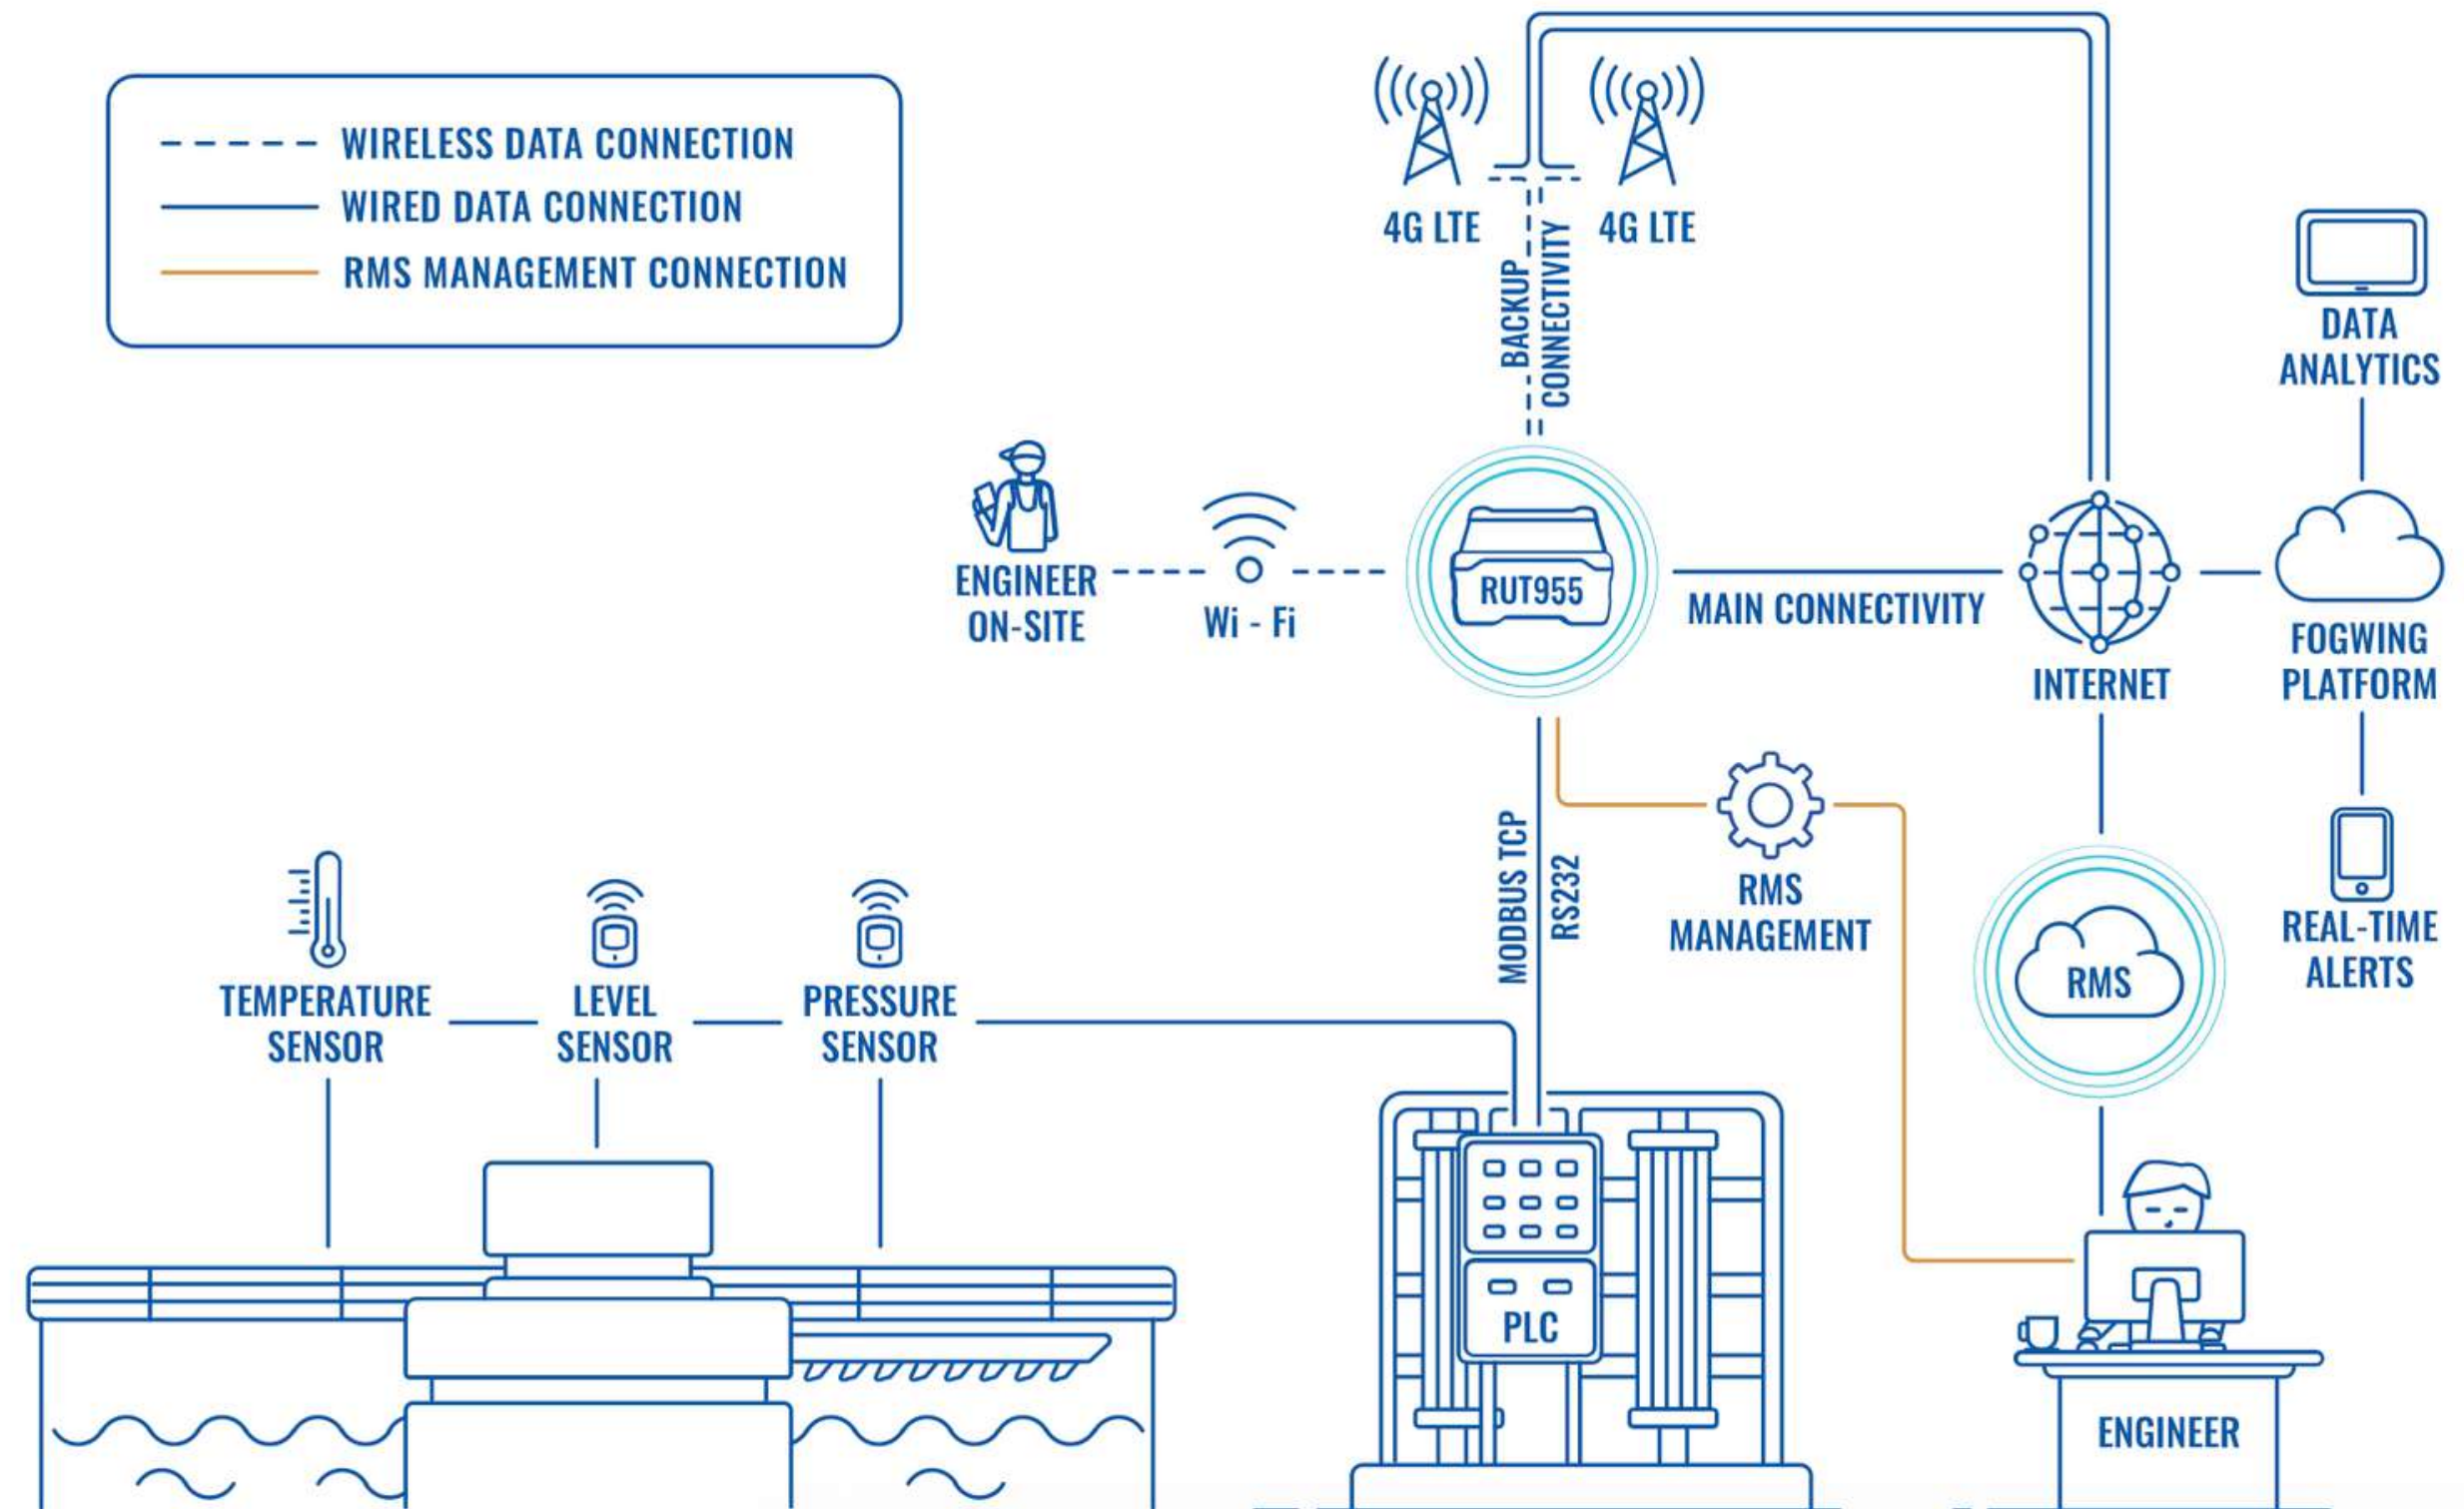 WIRELESS DATA CONNECTION
WIRED DATA CONNECTION
RMS MANAGEMENT CONNECTION
4G LTE
4G LTE
BACKUP
CONNECTIVITY
DATA
ANALYTICS
ENGINEER
ON-SITE
Wi - Fi
RUT955
MAIN CONNECTIVITY
INTERNET
FOGWING
PLATFORM
MODBUS TCP
RS232
RMS
MANAGEMENT
RMS
REAL-TIME
ALERTS
TEMPERATURE
SENSOR
LEVEL
SENSOR
PRESSURE
SENSOR
PLC
ENGINEER